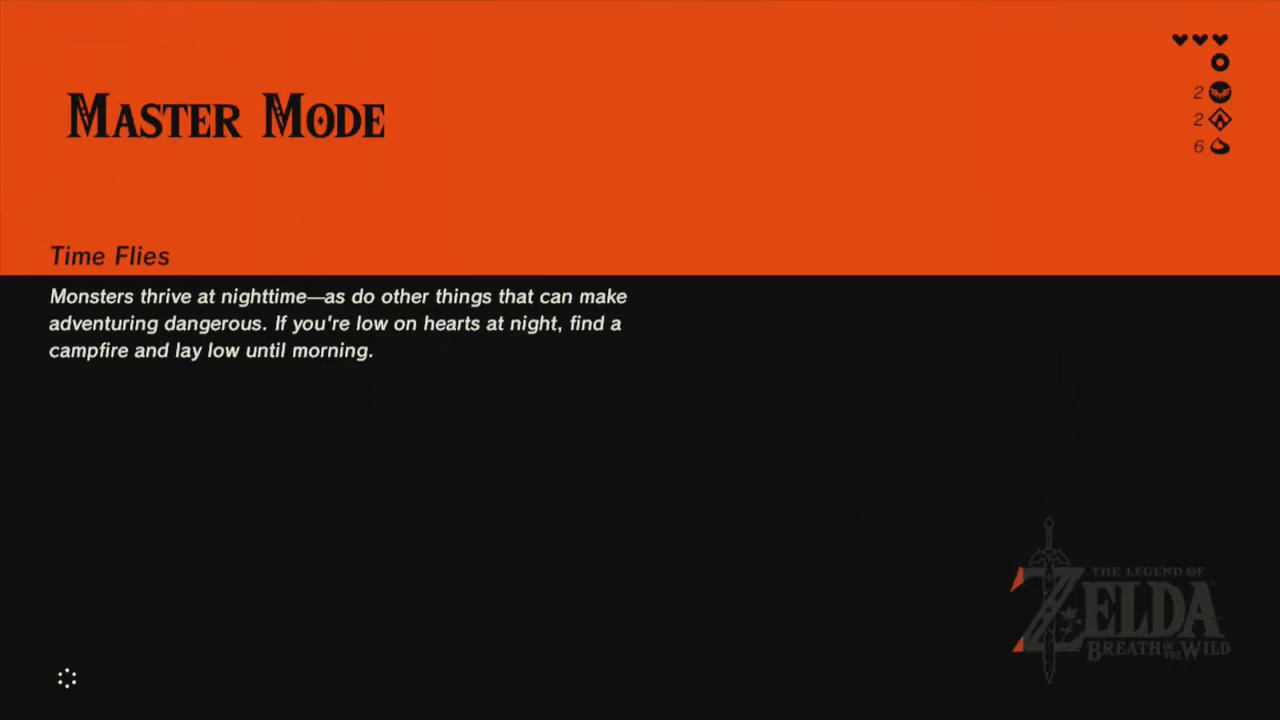 MASTER MODE
2
2
6
Time Flies
Monsters thrive at nighttime—as do other things that can make
adventuring dangerous. If you're low on hearts at night, find a
campfire and lay low until morning.
THE LEGEND OF
ZELDA
BREATH OF THE WILD